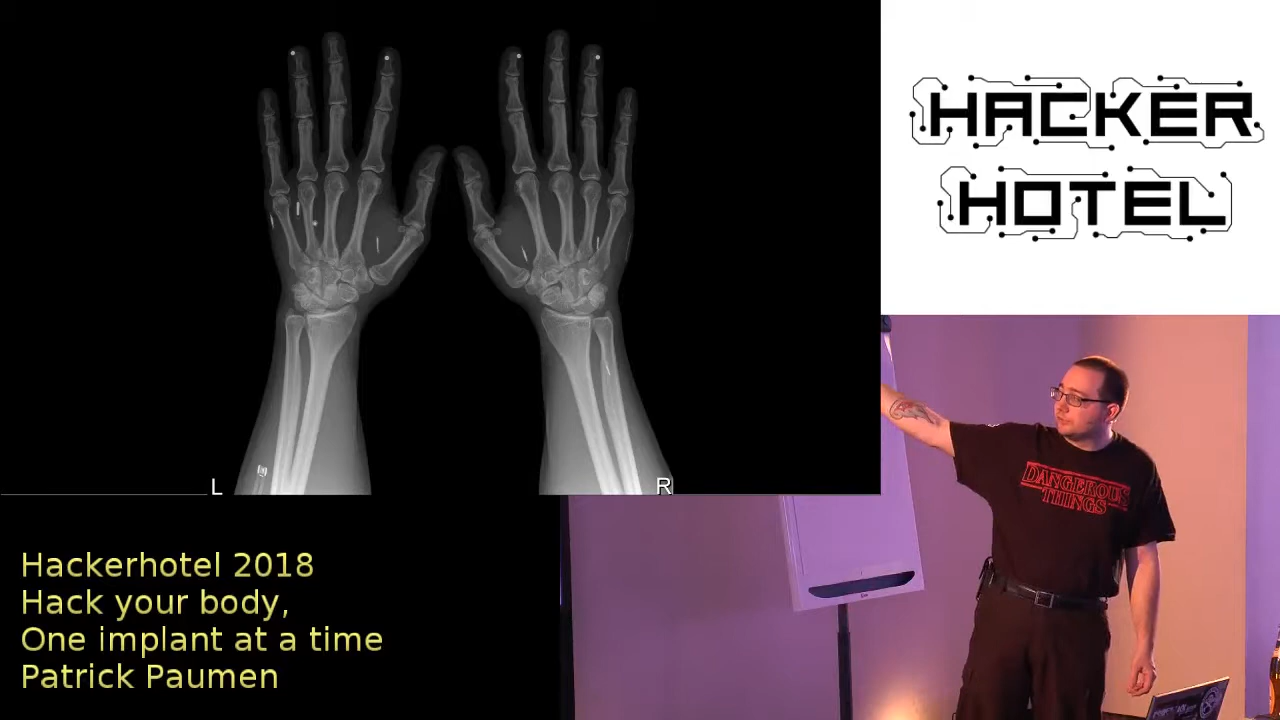 HACKER
HOTEL
L
R
DANGEROUS
THINGS
Hackerhotel 2018
Hack your body,
One implant at a time
Patrick Paumen